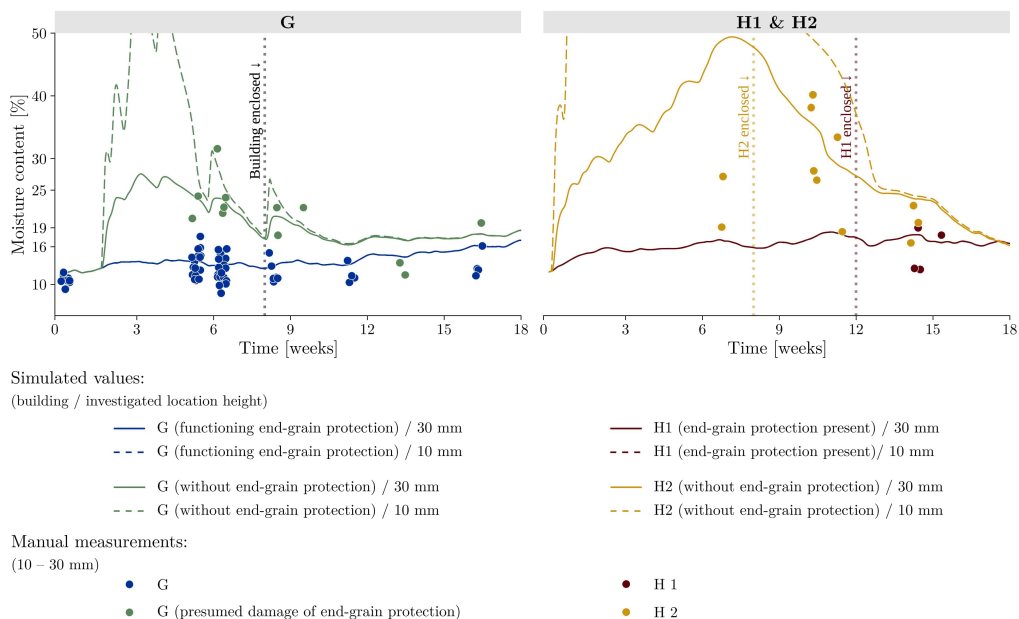 G
H1 & H2
Moisture content [%]
50
40
30
25
19
16
10
Building enclosed ↓
H2 enclosed ↓
H1 enclosed ↓
0 3 6 9 12 15 18
0 3 6 9 12 15 18
Time [weeks]
Time [weeks]
Simulated values:
(building / investigated location height)
G (functioning end-grain protection) / 30 mm
G (functioning end-grain protection) / 10 mm
G (without end-grain protection) / 30 mm
G (without end-grain protection) / 10 mm
H1 (end-grain protection present) / 30 mm
H1 (end-grain protection present)/ 10 mm
H2 (without end-grain protection) / 30 mm
H2 (without end-grain protection) / 10 mm
Manual measurements:
(10 – 30 mm)
G
G (presumed damage of end-grain protection)
H 1
H 2